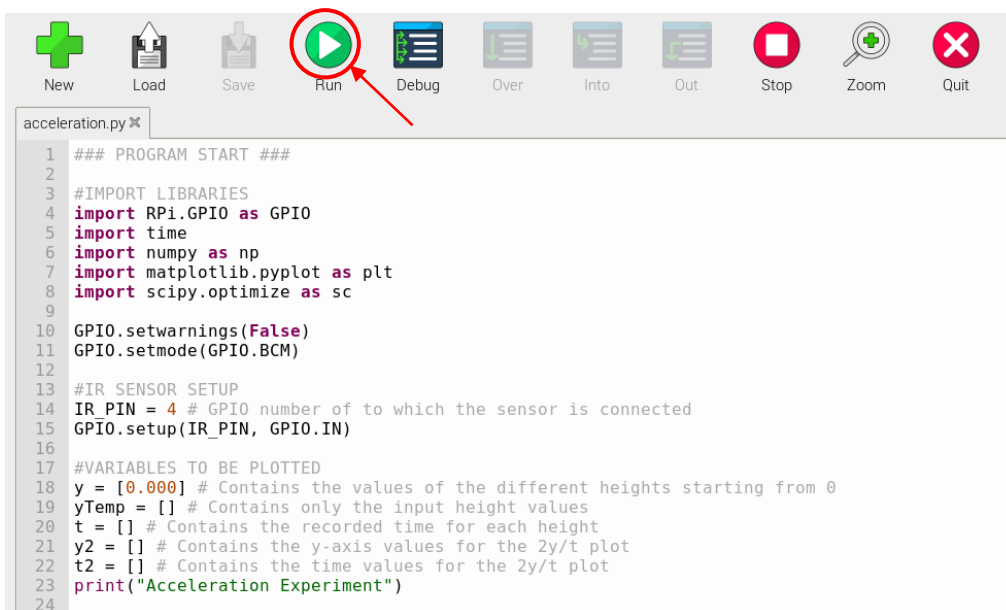 New Load Save Run Debug Over Into Out Stop Zoom Quit
acceleration.py
1 ### PROGRAM START ###
2
3 #IMPORT LIBRARIES
4 import RPi.GPIO as GPIO
5 import time
6 import numpy as np
7 import matplotlib.pyplot as plt
8 import scipy.optimize as sc
9
10 GPIO.setwarnings(False)
11 GPIO.setmode(GPIO.BCM)
12
13 #IR SENSOR SETUP
14 IR_PIN = 4 # GPIO number of to which the sensor is connected
15 GPIO.setup(IR_PIN, GPIO.IN)
16
17 #VARIABLES TO BE PLOTTED
18 y = [0.000] # Contains the values of the different heights starting from 0
19 yTemp = [] # Contains only the input height values
20 t = [] # Contains the recorded time for each height
21 y2 = [] # Contains the y-axis values for the 2y/t plot
22 t2 = [] # Contains the time values for the 2y/t plot
23 print("Acceleration Experiment")
24